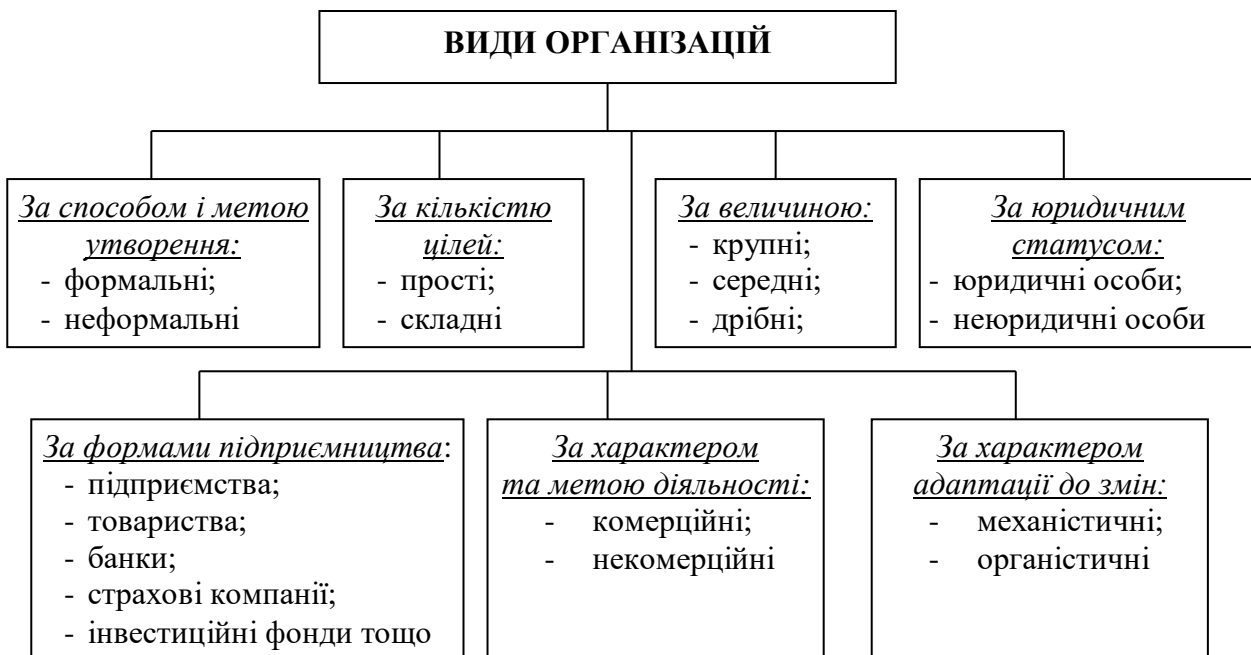 ВИДИ ОРГАНІЗАЦІЙ
За способом і метою
утворення:
- формальні;
- неформальні
За кількістю
цілей:
- прості;
- складні
За величиною:
- крупні;
- середні;
- дрібні;
За юридичним
статусом:
- юридичні особи;
- неюридичні особи
За формами підприємництва:
- підприємства;
- товариства;
- банки;
- страхові компанії;
- інвестиційні фонди тощо
За характером
та метою діяльності:
- комерційні;
- некомерційні
За характером
адаптації до змін:
- механістичні;
- органістичні